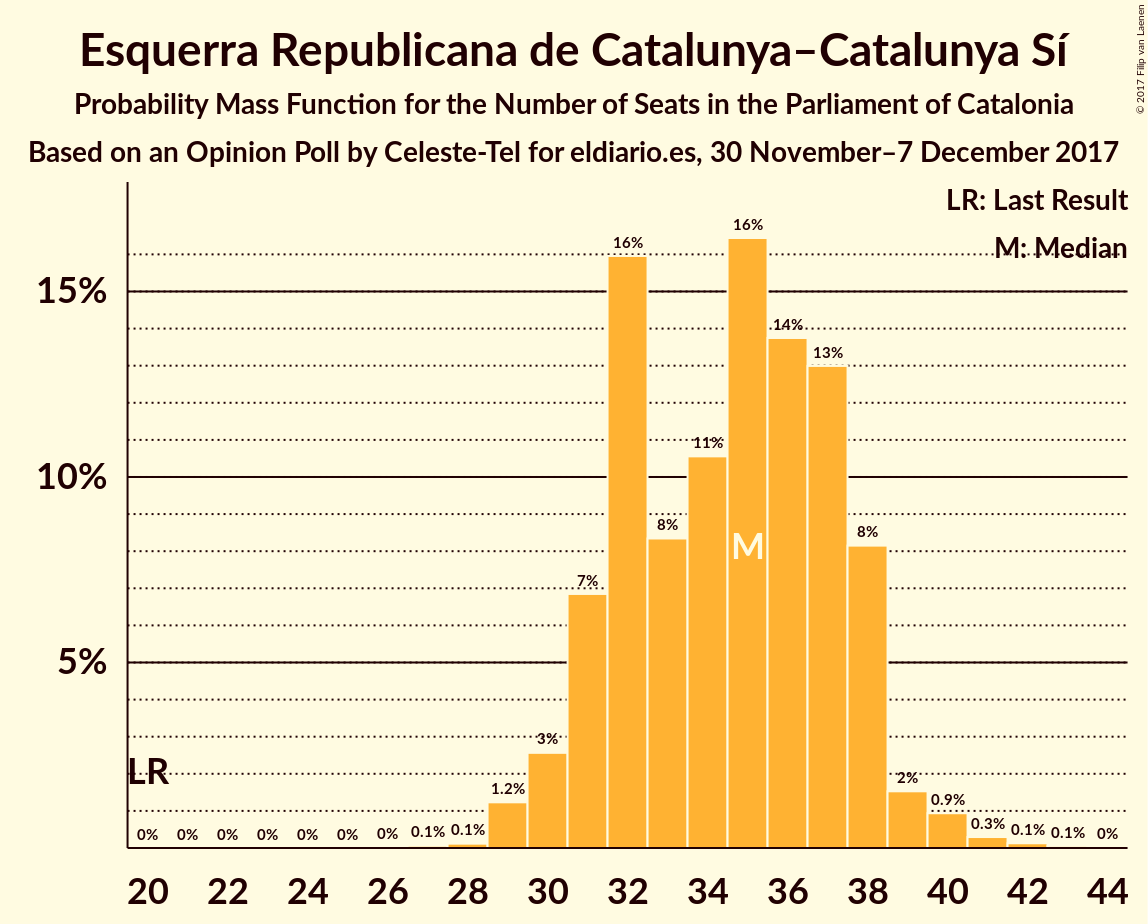 Esquerra Republicana de Catalunya–Catalunya Sí
Probability Mass Function for the Number of Seats in the Parliament of Catalonia
Based on an Opinion Poll by Celeste-Tel for eldiario.es, 30 November–7 December 2017
© 2017 Filip van Laenen
LR: Last Result
M: Median
15%
10%
5%
LR
M
0% 0% 0% 0% 0% 0% 0% 0.1% 0.1% 1.2% 3% 7% 16% 8% 11% 16% 14% 13% 8% 2% 0.9% 0.3% 0.1% 0.1% 0%
20 22 24 26 28 30 32 34 36 38 40 42 44